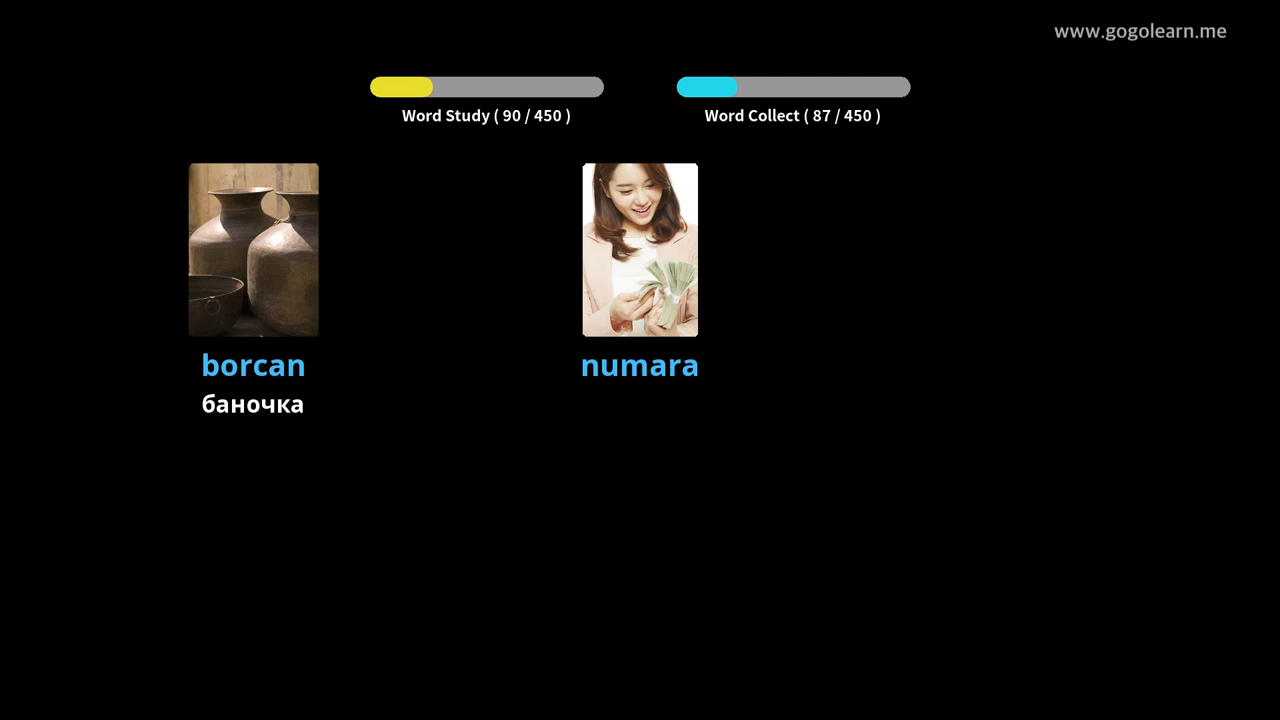 www.gogolearn.me
Word Study ( 90 / 450 )
Word Collect ( 87 / 450 )
borcan
баночка
numara